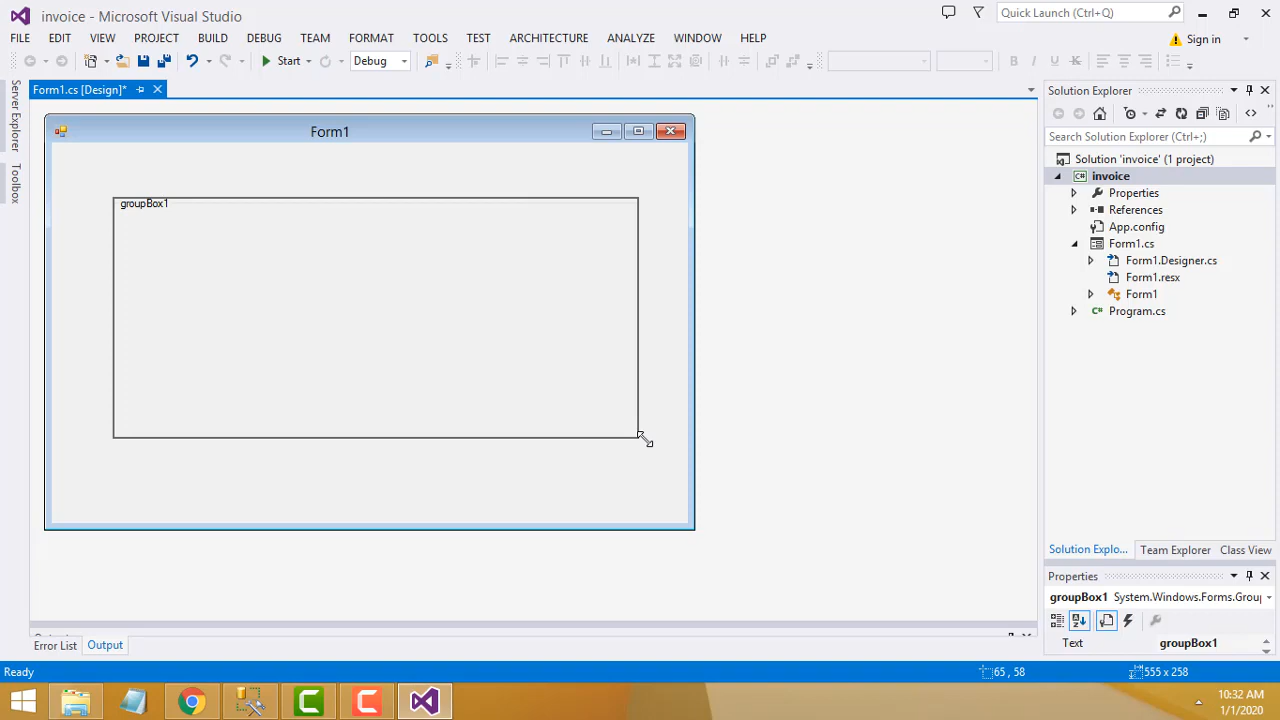 invoice - Microsoft Visual Studio
Quick Launch (Ctrl+Q)
FILE EDIT VIEW PROJECT BUILD DEBUG TEAM FORMAT TOOLS TEST ARCHITECTURE ANALYZE WINDOW HELP
Sign in
Start Debug
Server Explorer
Toolbox
Form1.cs [Design]*
Form1
groupBox1
Solution Explorer
Search Solution Explorer (Ctrl+;)
Solution 'invoice' (1 project)
C# invoice
Properties
References
App.config
Form1.cs
Form1.Designer.cs
Form1.resx
Form1
C# Program.cs
Solution Explo... Team Explorer Class View
Properties
groupBox1 System.Windows.Forms.Grou
Text groupBox1
Error List Output
Ready
65 , 58
555 x 258
10:32 AM
1/1/2020